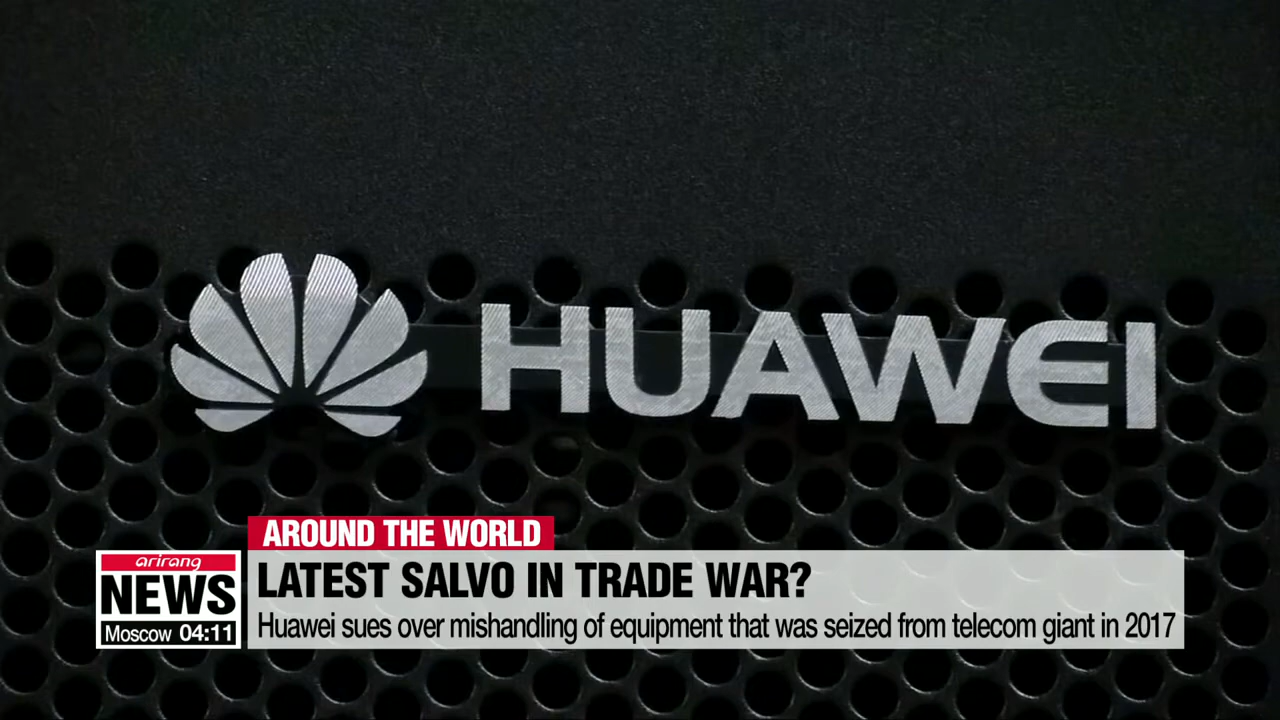 HUAWEI
AROUND THE WORLD
arirang
NEWS
Moscow 04:11
LATEST SALVO IN TRADE WAR?
Huawei sues over mishandling of equipment that was seized from telecom giant in 2017